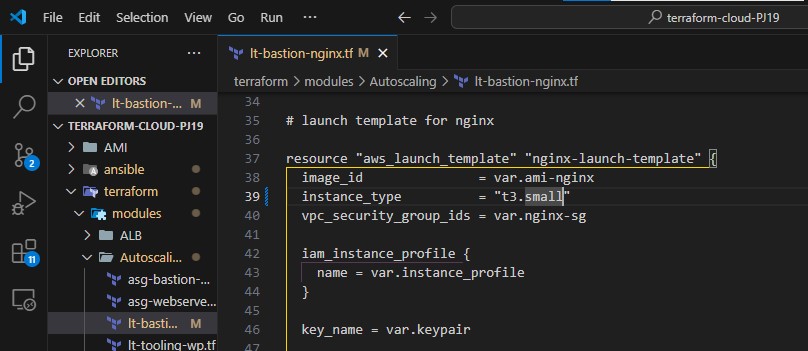 File Edit Selection View Go Run ··· ← → terraform-cloud-PJ19
EXPLORER ···
lt-bastion-nginx.tf M ×
OPEN EDITORS
× lt-bastion-... M
TERRAFORM-CLOUD-PJ19
AMI
ansible
terraform
modules
ALB
Autoscali...
asg-bastion-...
asg-webserve...
lt-basti... M
lt-tooling-wp.tf
2
11
terraform > modules > Autoscaling > lt-bastion-nginx.tf
34
35 # launch template for nginx
36
37 resource "aws_launch_template" "nginx-launch-template" {
38   image_id               = var.ami-nginx
39   instance_type          = "t3.small"
40   vpc_security_group_ids = var.nginx-sg
41
42   iam_instance_profile {
43     name = var.instance_profile
44   }
45
46   key_name = var.keypair
47